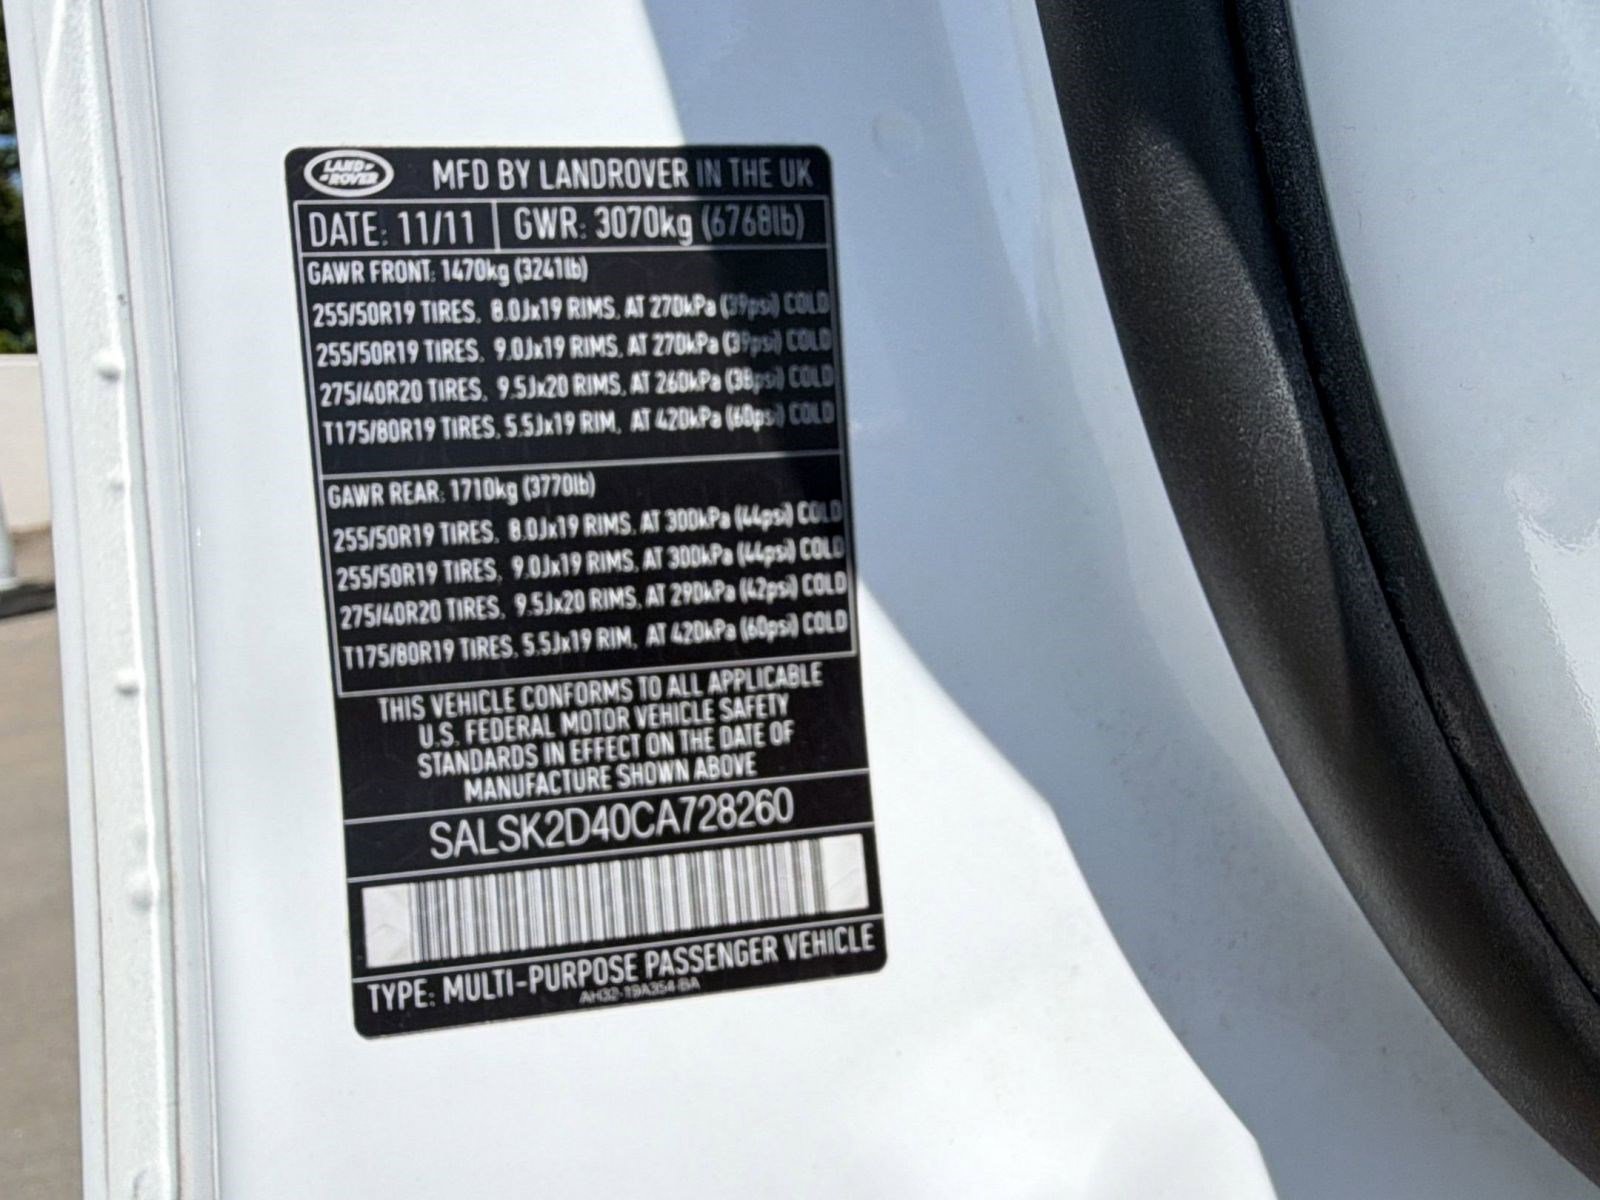 LAND ROVER
MFD BY LANDROVER IN THE UK
DATE: 11/11 GWR: 3070kg (6768lb)
GAWR FRONT: 1470kg (3241lb)
255/50R19 TIRES, 8.0Jx19 RIMS, AT 270kPa (39psi) COLD
255/50R19 TIRES, 9.0Jx19 RIMS, AT 270kPa (39psi) COLD
275/40R20 TIRES, 9.5Jx20 RIMS, AT 260kPa (38psi) COLD
T175/80R19 TIRES, 5.5Jx19 RIM, AT 420kPa (60psi) COLD
GAWR REAR: 1710kg (3770lb)
255/50R19 TIRES, 8.0Jx19 RIMS, AT 300kPa (44psi) COLD
255/50R19 TIRES, 9.0Jx19 RIMS, AT 300kPa (44psi) COLD
275/40R20 TIRES, 9.5Jx20 RIMS, AT 290kPa (42psi) COLD
T175/80R19 TIRES, 5.5Jx19 RIM, AT 420kPa (60psi) COLD
THIS VEHICLE CONFORMS TO ALL APPLICABLE
U.S. FEDERAL MOTOR VEHICLE SAFETY
STANDARDS IN EFFECT ON THE DATE OF
MANUFACTURE SHOWN ABOVE
SALSK2D40CA728260
TYPE: MULTI-PURPOSE PASSENGER VEHICLE
AH32-19A354-BA